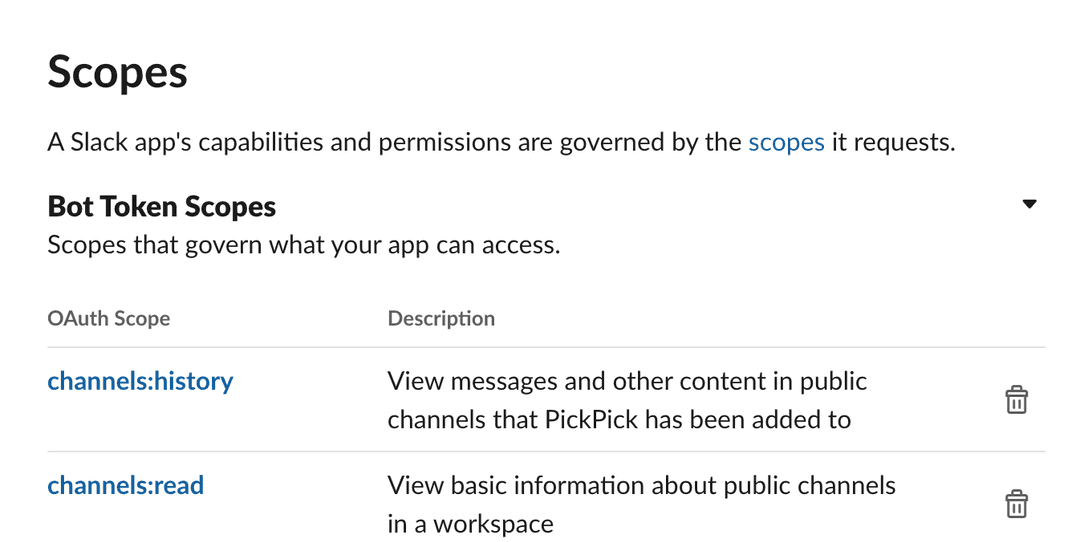 Scopes
A Slack app's capabilities and permissions are governed by the scopes it requests.
Bot Token Scopes
Scopes that govern what your app can access.
OAuth Scope Description
channels:history View messages and other content in public
channels that PickPick has been added to
channels:read View basic information about public channels
in a workspace